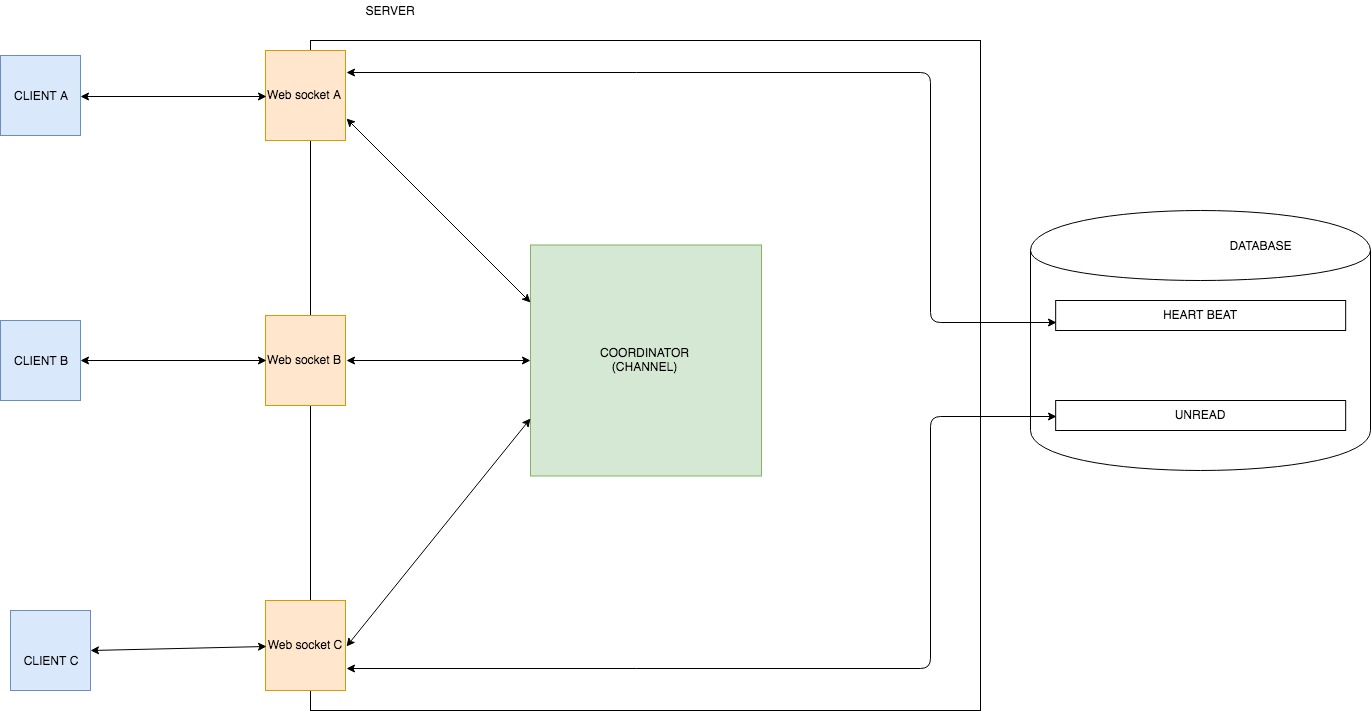 SERVER
CLIENT A
Web socket A
DATABASE
HEART BEAT
CLIENT B
Web socket B
COORDINATOR
(CHANNEL)
UNREAD
CLIENT C
Web socket C